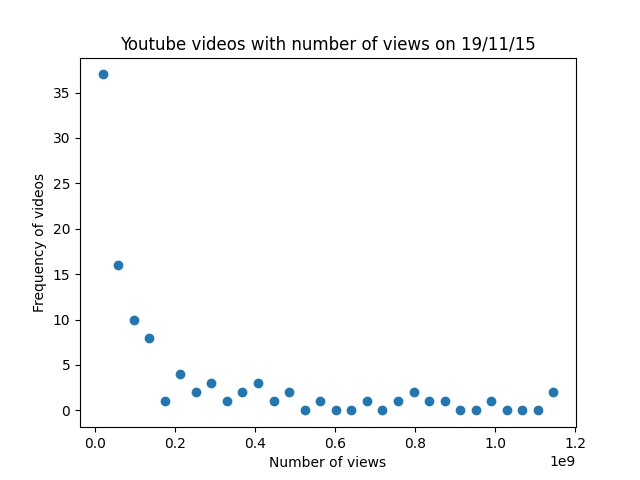 Youtube videos with number of views on 19/11/15
35
30
25
20
15
10
5
0
Frequency of videos
0.0 0.2 0.4 0.6 0.8 1.0 1.2
1e9
Number of views